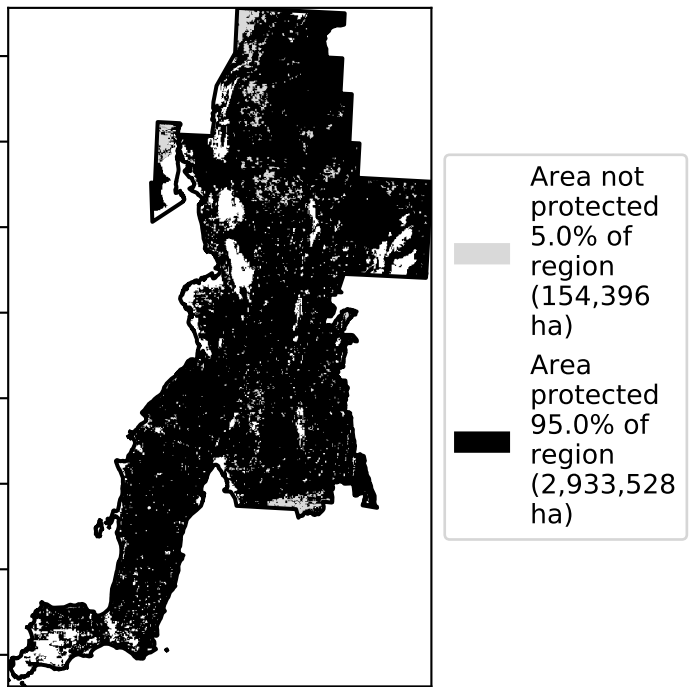 Area not
protected
5.0% of
region
(154,396
ha)
Area
protected
95.0% of
region
(2,933,528
ha)